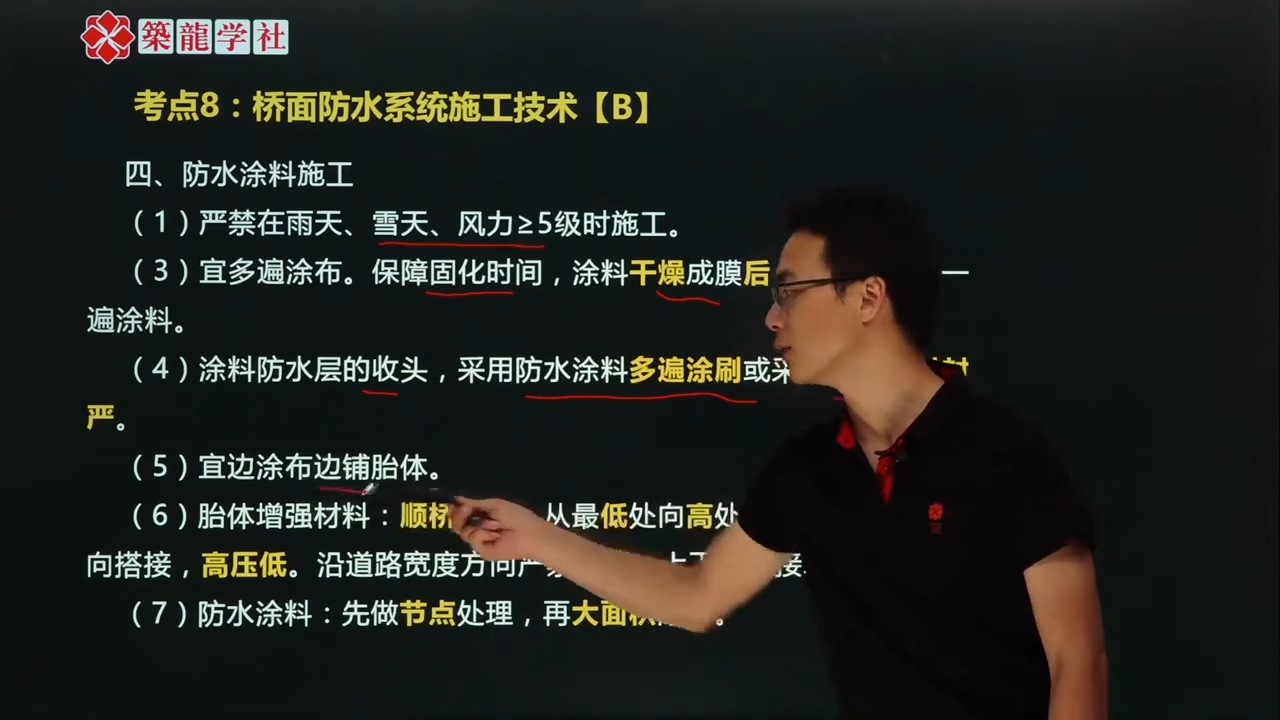 築龍学社
考点8：桥面防水系统施工技术【B】
四、防水涂料施工
（1）严禁在雨天、雪天、风力≥5级时施工。
（3）宜多遍涂布。保障固化时间，涂料干燥成膜后 一
遍涂料。
（4）涂料防水层的收头，采用防水涂料多遍涂刷或采
严。
（5）宜边涂布边铺胎体。
（6）胎体增强材料：顺桥 从最低处向高处
向搭接，高压低。沿道路宽度方向严
（7）防水涂料：先做节点处理，再大面积